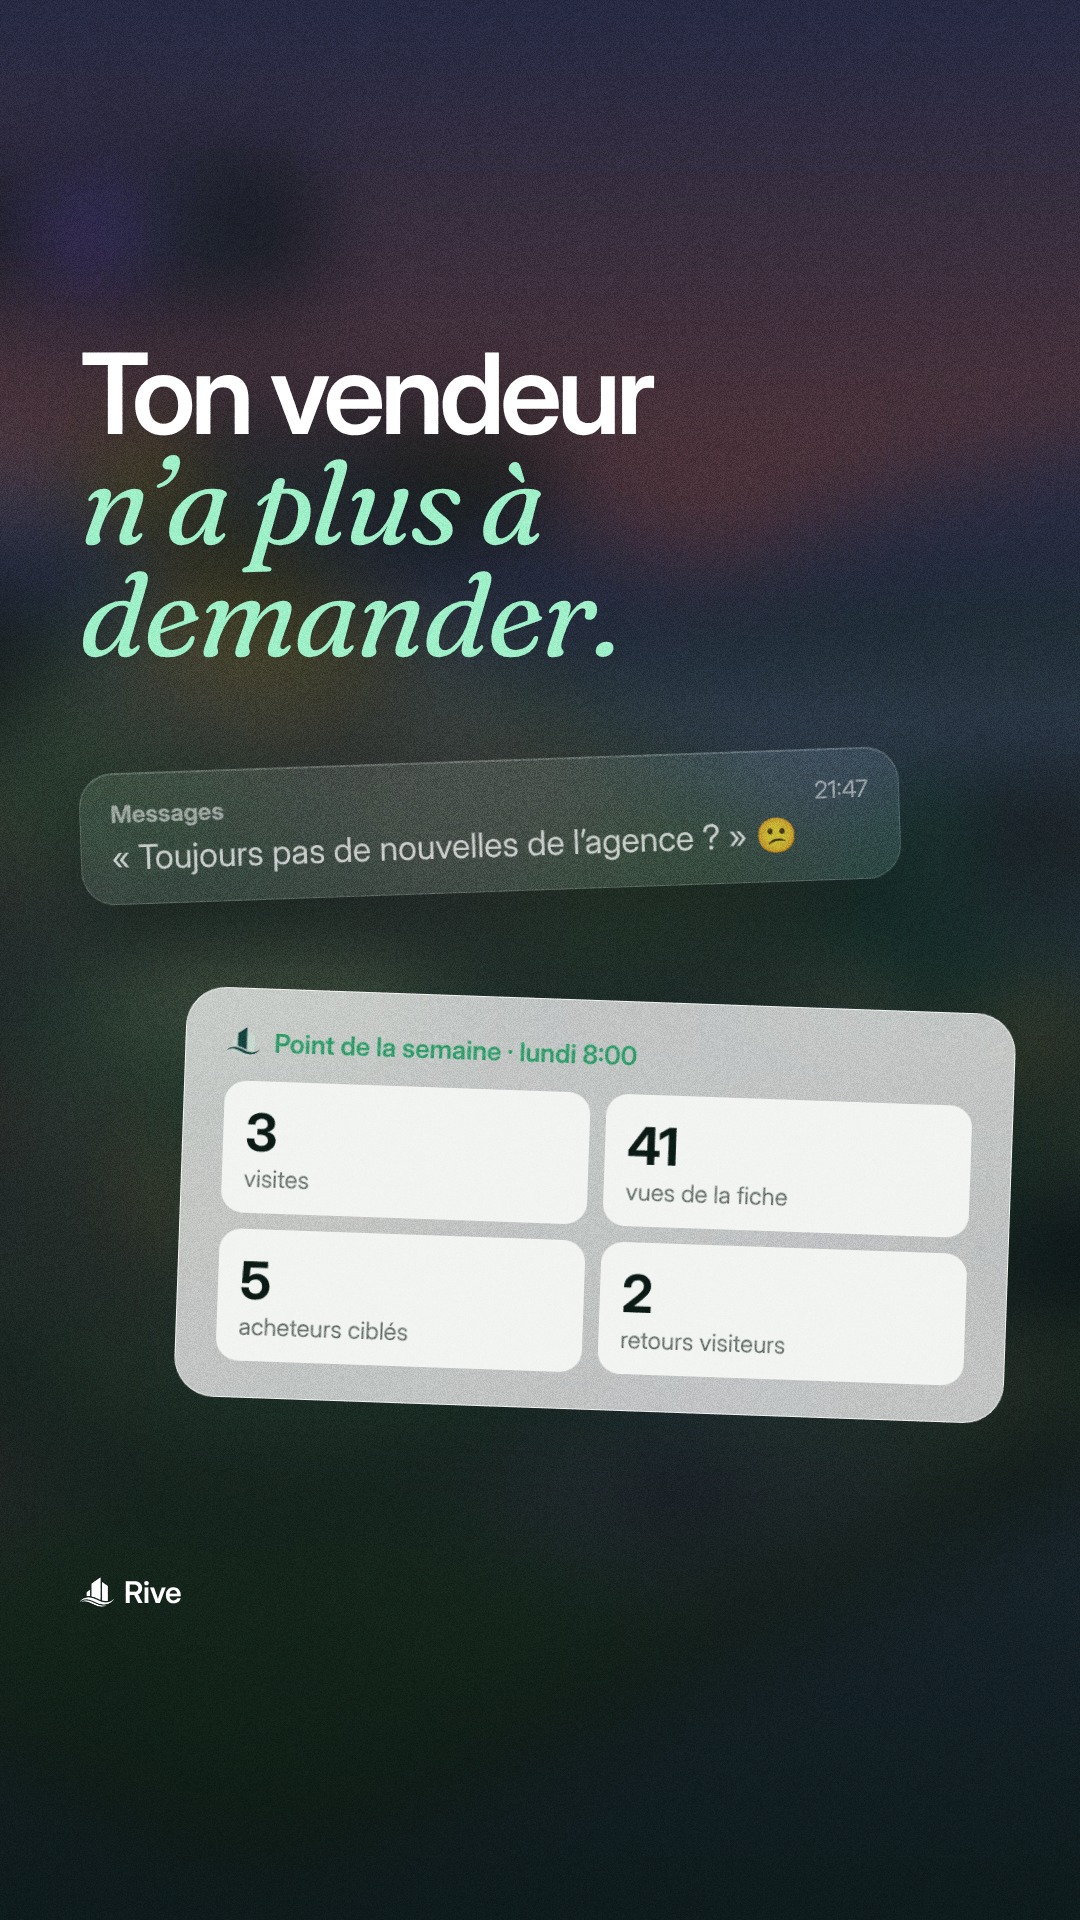 Ton vendeur
n’a plus à
demander.
Messages
21:47
« Toujours pas de nouvelles de l’agence ? » 😕
Point de la semaine · lundi 8:00
3
visites
41
vues de la fiche
5
acheteurs ciblés
2
retours visiteurs
Rive